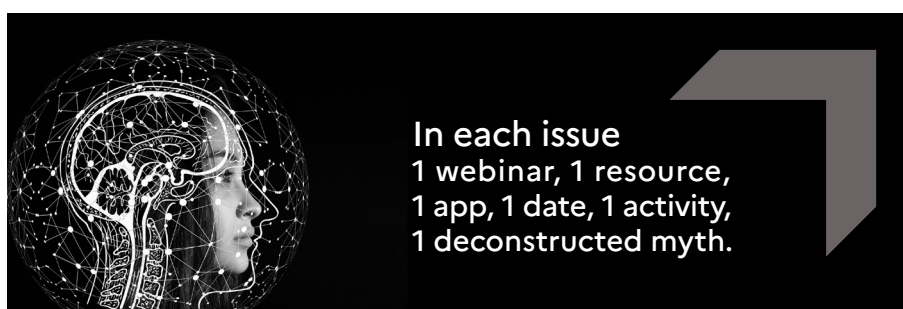 In each issue
1 webinar, 1 resource,
1 app, 1 date, 1 activity,
1 deconstructed myth.